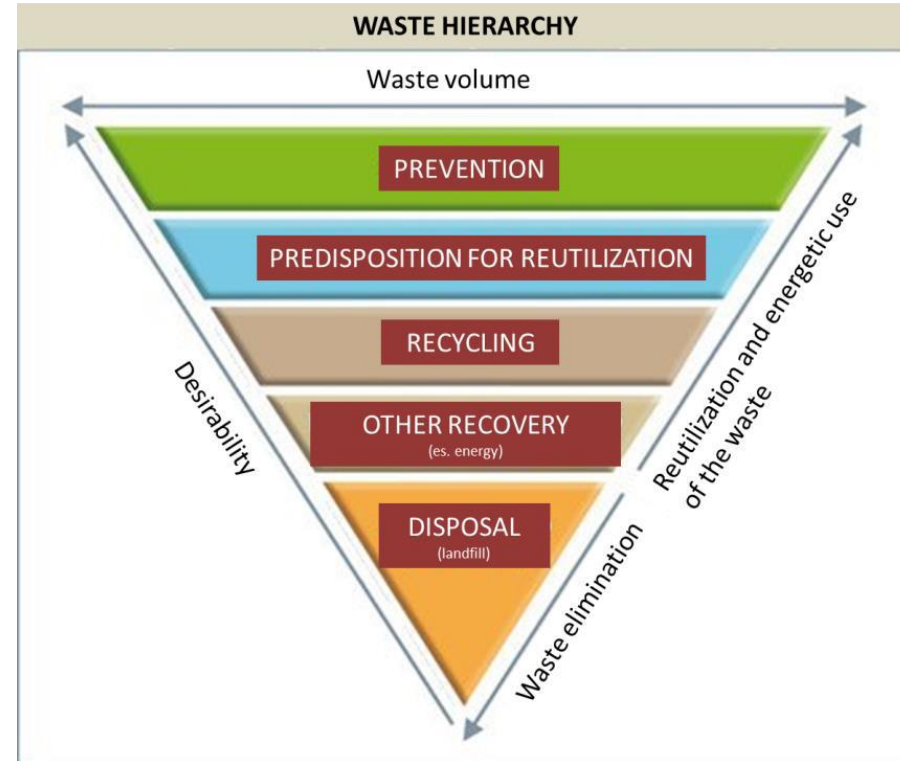 WASTE HIERARCHY
Waste volume
PREVENTION
PREDISPOSITION FOR REUTILIZATION
RECYCLING
OTHER RECOVERY
(es. energy)
DISPOSAL
(landfill)
Desirability
Reutilization and energetic use
of the waste
Waste elimination